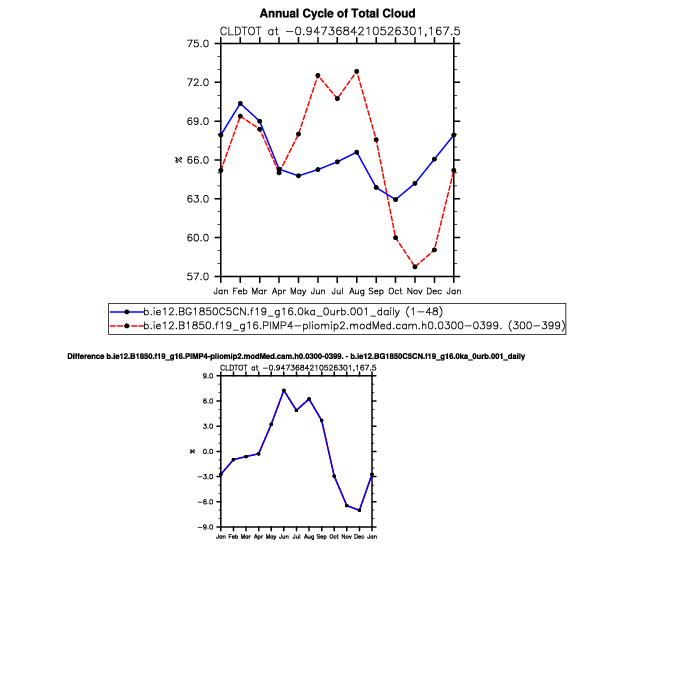 Annual Cycle of Total Cloud
CLDTOT at −0.9473684210526301,167.5
75.0
72.0
69.0
66.0
63.0
60.0
57.0
%
Jan Feb Mar Apr May Jun Jul Aug Sep Oct Nov Dec Jan
b.ie12.BG1850C5CN.f19_g16.0ka_0urb.001_daily (1−48)
b.ie12.B1850.f19_g16.PIMP4−pliomip2.modMed.cam.h0.0300−0399. (300−399)
Difference b.ie12.B1850.f19_g16.PIMP4-pliomip2.modMed.cam.h0.0300-0399. - b.ie12.BG1850C5CN.f19_g16.0ka_0urb.001_daily
CLDTOT at −0.9473684210526301,167.5
9.0
6.0
3.0
0.0
−3.0
−6.0
−9.0
%
Jan Feb Mar Apr May Jun Jul Aug Sep Oct Nov Dec Jan